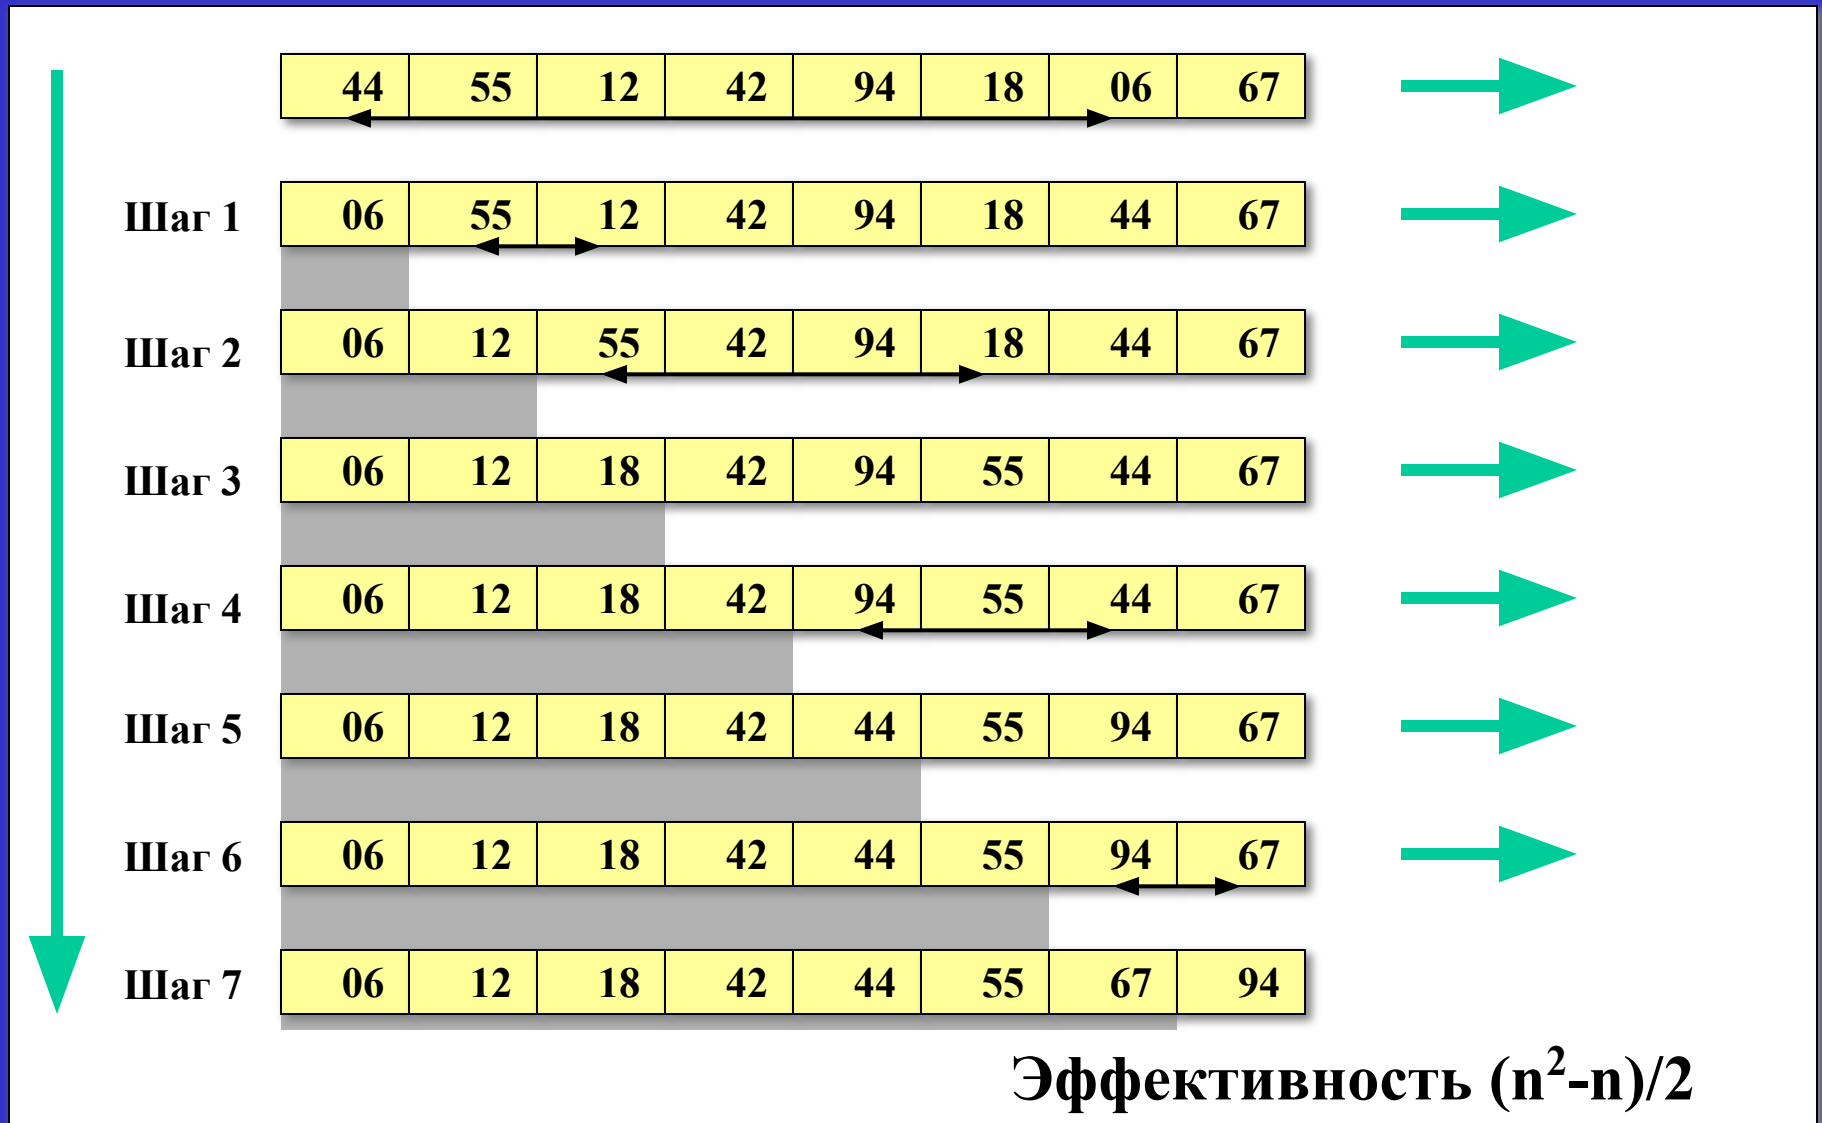 44 55 12 42 94 18 06 67
Шаг 1 06 55 12 42 94 18 44 67
Шаг 2 06 12 55 42 94 18 44 67
Шаг 3 06 12 18 42 94 55 44 67
Шаг 4 06 12 18 42 94 55 44 67
Шаг 5 06 12 18 42 44 55 94 67
Шаг 6 06 12 18 42 44 55 94 67
Шаг 7 06 12 18 42 44 55 67 94
Эффективность (n²-n)/2